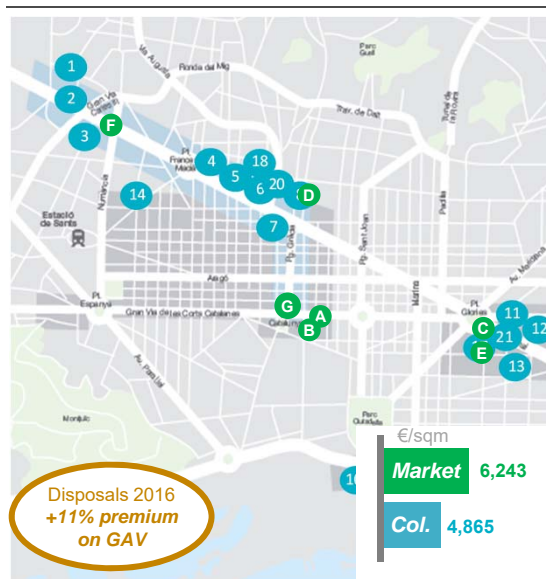 1
2
3
F
4
5
18
6
20
D
7
14
G
A
B
C
E
11
12
21
13
Via Augusta
Ronda del Mig
Parc
Güell
Trav. de Dalt
Gran Via
Carles III
Pl.
Francesc
Macià
Numància
Estació
de Sants
Pg. Gràcia
Pg. San Joan
Padilla
Marina
Aragó
Pl.
Espanya
Gran Via de les Corts Catalanes
Catalunya
Pl.
Glòries
Av. Meridiana
Av. Paral·lel
Montjuïc
Parc
Ciutadella
Disposals 2016
+11% premium
on GAV
€/sqm
Market 6,243
Col. 4,865